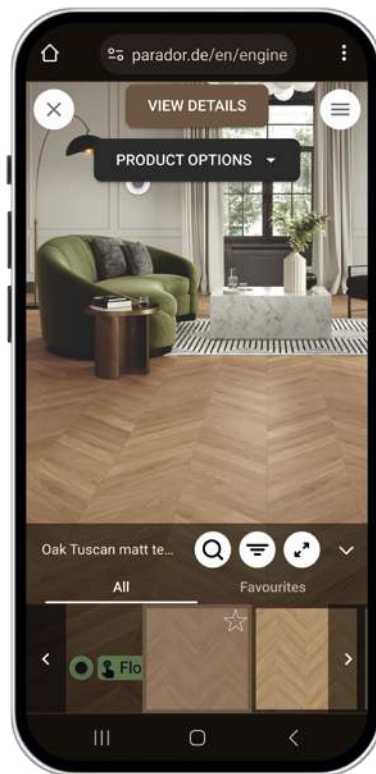 parador.de/en/engine
VIEW DETAILS
PRODUCT OPTIONS
Oak Tuscan matt te...
All
Favourites
Flo